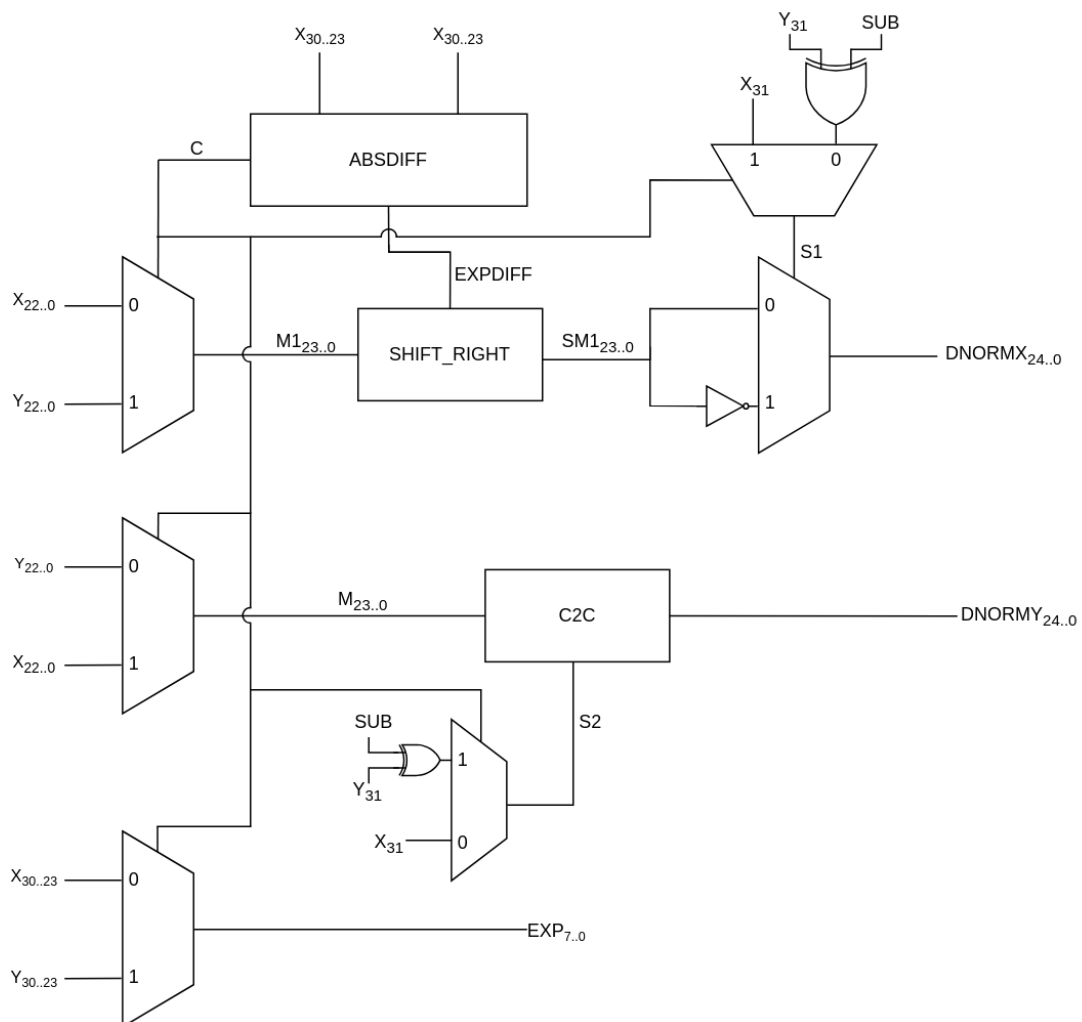 X30..23
X30..23
Y31
SUB
X31
C
ABSDIFF
1
0
S1
EXPDIFF
X22..0
0
M123..0
SHIFT_RIGHT
SM123..0
0
DNORMX24..0
Y22..0
1
1
Y22..0
0
M23..0
C2C
DNORMY24..0
X22..0
1
SUB
S2
1
Y31
X31
0
X30..23
0
EXP7..0
Y30..23
1